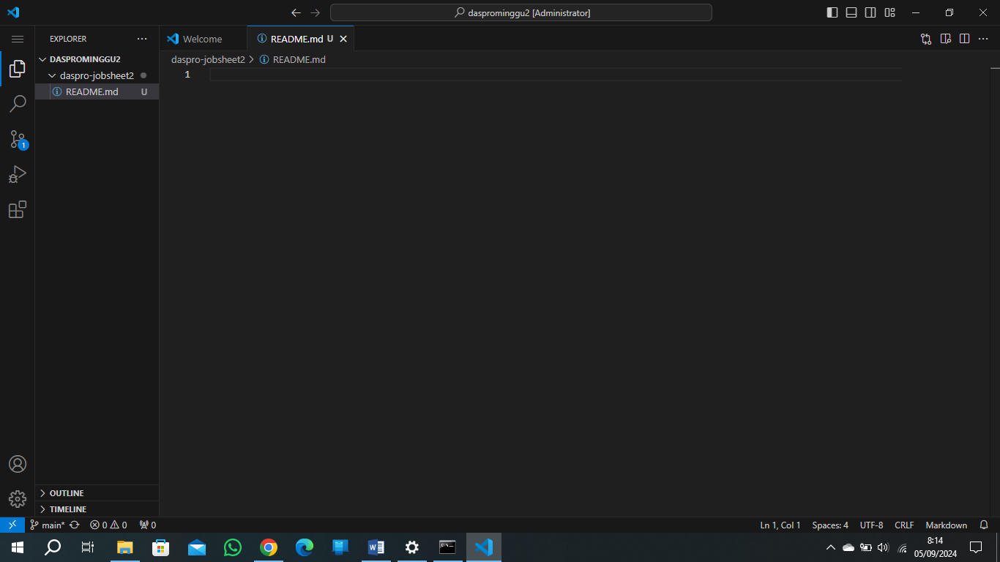 dasprominggu2 [Administrator]
EXPLORER
Welcome
README.md U
DASPROMINGGU2
daspro-jobsheet2 > README.md
daspro-jobsheet2
1
README.md U
1
OUTLINE
TIMELINE
main* 0 0 0
Ln 1, Col 1 Spaces: 4 UTF-8 CRLF Markdown
8:14
05/09/2024